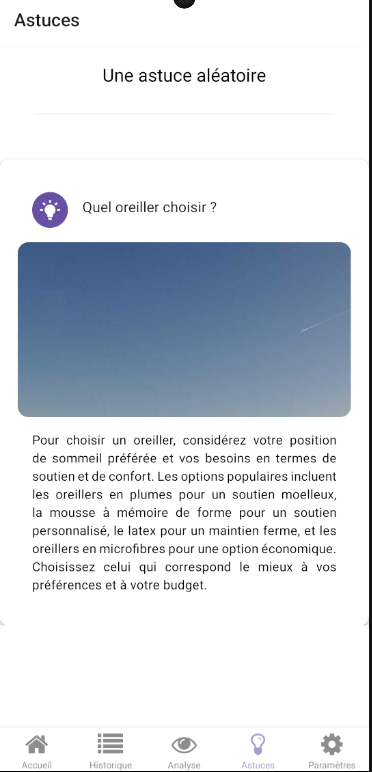 Astuces
Une astuce aléatoire
Quel oreiller choisir ?
Pour choisir un oreiller, considérez votre position
de sommeil préférée et vos besoins en termes de
soutien et de confort. Les options populaires incluent
les oreillers en plumes pour un soutien moelleux,
la mousse à mémoire de forme pour un soutien
personnalisé, le latex pour un maintien ferme, et les
oreillers en microfibres pour une option économique.
Choisissez celui qui correspond le mieux à vos
préférences et à votre budget.
Accueil Historique Analyse Astuces Paramètres